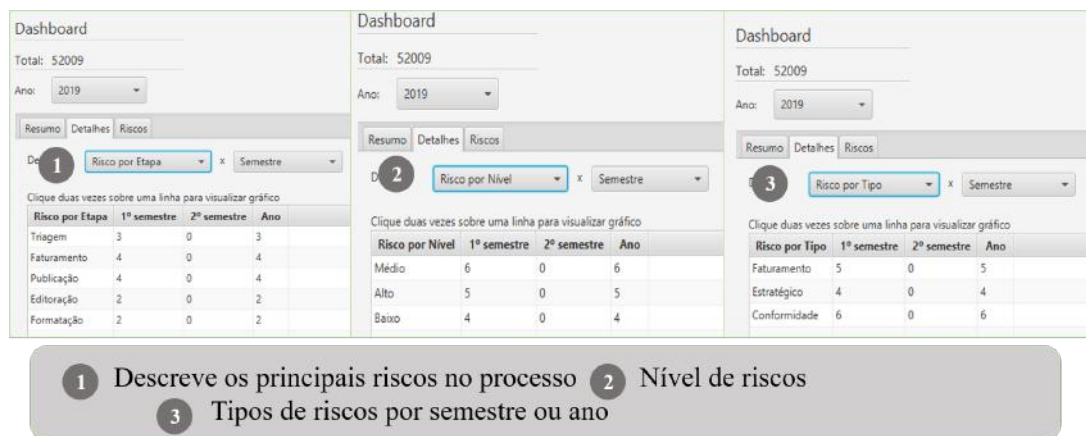 Dashboard
Total: 52009
Ano: 2019
Resumo Detalhes Riscos
1 Risco por Etapa x Semestre
Clique duas vezes sobre uma linha para visualizar gráfico
Risco por Etapa 1º semestre 2º semestre Ano
Triagem 3 0 3
Faturamento 4 0 4
Publicação 4 0 4
Editoração 2 0 2
Formatação 2 0 2
Dashboard
Total: 52009
Ano: 2019
Resumo Detalhes Riscos
2 Risco por Nível x Semestre
Clique duas vezes sobre uma linha para visualizar gráfico
Risco por Nível 1º semestre 2º semestre Ano
Médio 6 0 6
Alto 5 0 5
Baixo 4 0 4
Dashboard
Total: 52009
Ano: 2019
Resumo Detalhes Riscos
3 Risco por Tipo x Semestre
Clique duas vezes sobre uma linha para visualizar gráfico
Risco por Tipo 1º semestre 2º semestre Ano
Faturamento 5 0 5
Estratégico 4 0 4
Conformidade 6 0 6
1 Descreve os principais riscos no processo 2 Nível de riscos
3 Tipos de riscos por semestre ou ano